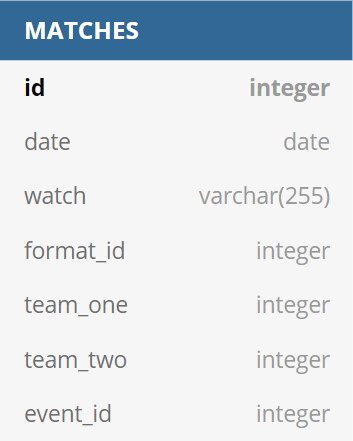 MATCHES
id integer
date date
watch varchar(255)
format_id integer
team_one integer
team_two integer
event_id integer